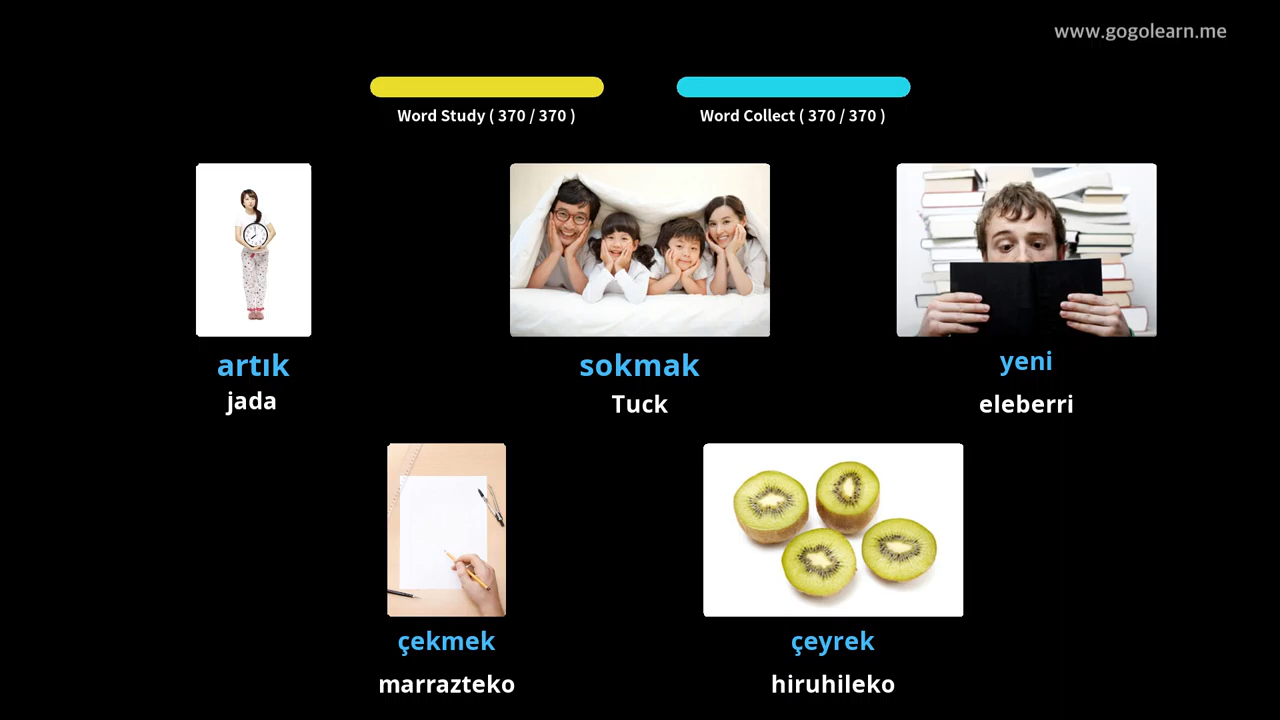 www.gogolearn.me
Word Study ( 370 / 370 )
Word Collect ( 370 / 370 )
artık
jada
sokmak
Tuck
yeni
eleberri
çekmek
marrazteko
çeyrek
hiruhileko